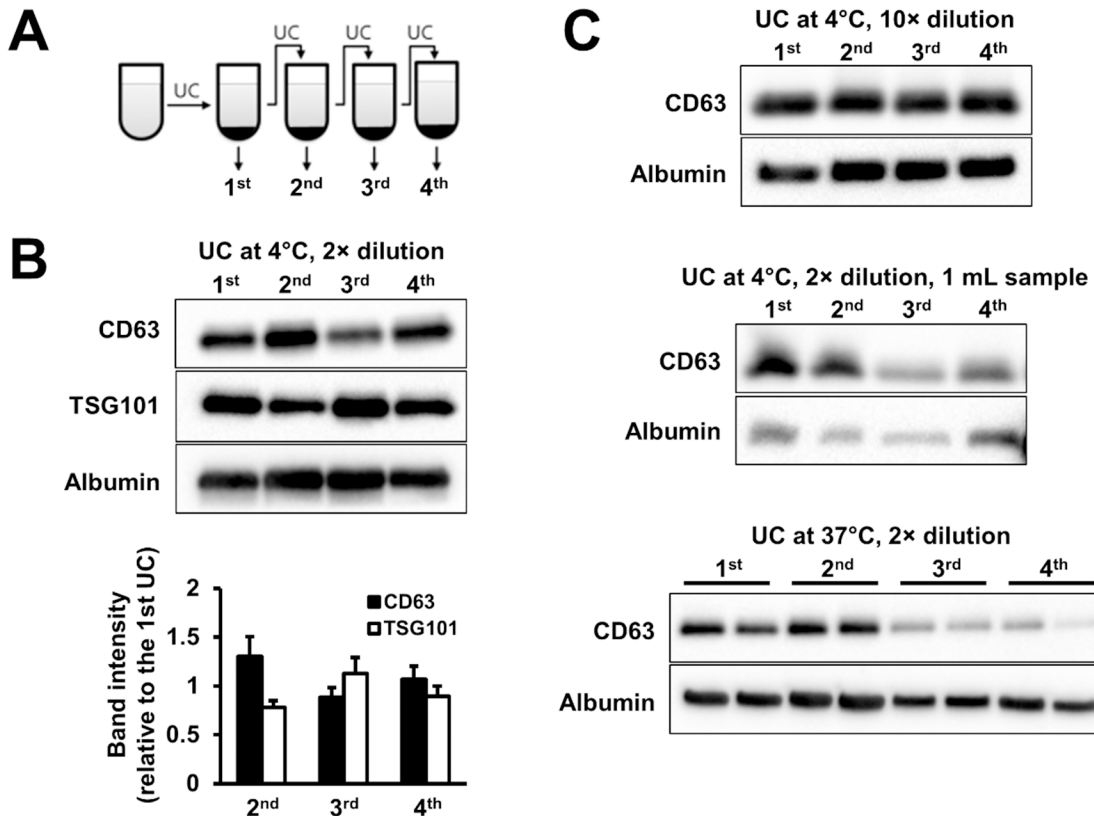 A
UC
UC
UC
UC
1st
2nd
3rd
4th
B
UC at 4°C, 2× dilution
1st 2nd 3rd 4th
CD63
TSG101
Albumin
Band intensity
(relative to the 1st UC)
2
1.5
1
0.5
0
CD63
TSG101
2nd 3rd 4th
C
UC at 4°C, 10× dilution
1st 2nd 3rd 4th
CD63
Albumin
UC at 4°C, 2× dilution, 1 mL sample
1st 2nd 3rd 4th
CD63
Albumin
UC at 37°C, 2× dilution
1st 2nd 3rd 4th
CD63
Albumin